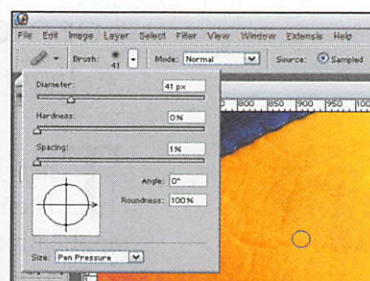 File Edit Image Layer Select Filter View Window Extensis Help
Brush: 41 Mode: Normal Source: Sampled
Diameter: 41 px
800 850 900 950 1000
Hardness: 0%
Spacing: 1%
Angle: 0°
Roundness: 100%
Size: Pen Pressure